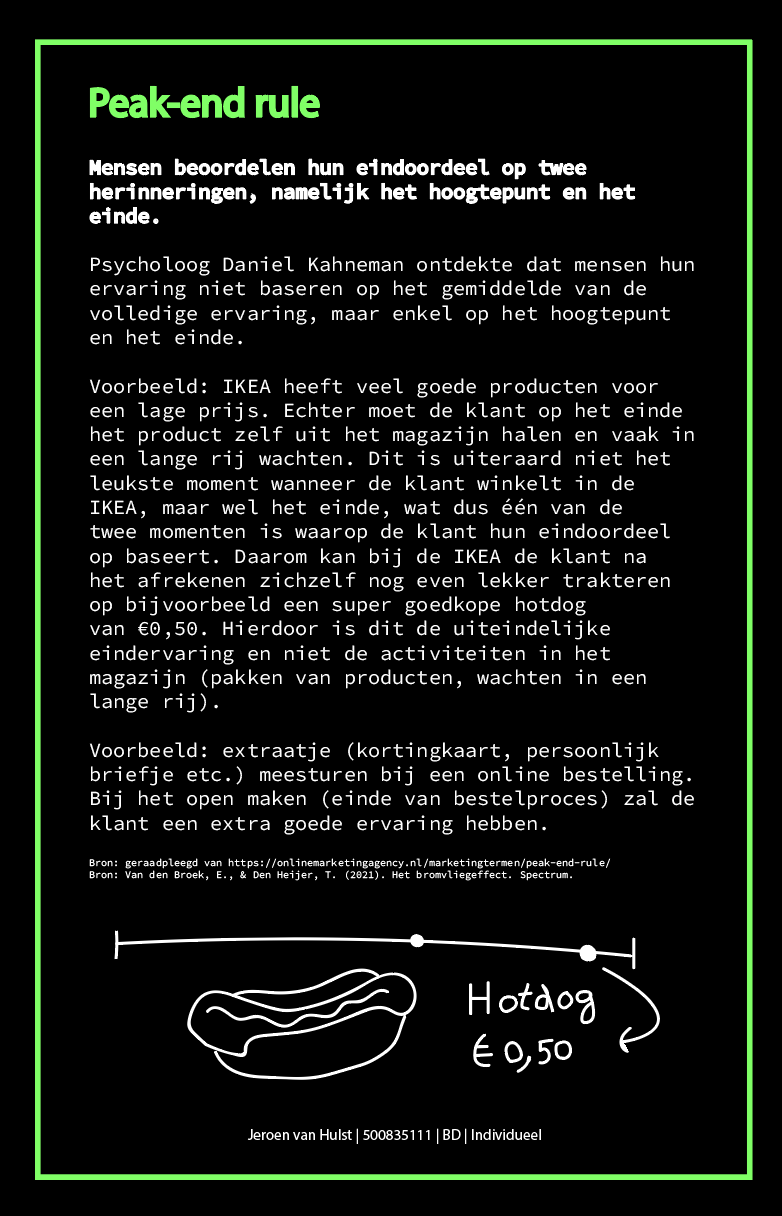 Peak-end rule
Mensen beoordelen hun eindoordeel op twee
herinneringen, namelijk het hoogtepunt en het
einde.
Psycholoog Daniel Kahneman ontdekte dat mensen hun
ervaring niet baseren op het gemiddelde van de
volledige ervaring, maar enkel op het hoogtepunt
en het einde.
Voorbeeld: IKEA heeft veel goede producten voor
een lage prijs. Echter moet de klant op het einde
het product zelf uit het magazijn halen en vaak in
een lange rij wachten. Dit is uiteraard niet het
leukste moment wanneer de klant winkelt in de
IKEA, maar wel het einde, wat dus één van de
twee momenten is waarop de klant hun eindoordeel
op baseert. Daarom kan bij de IKEA de klant na
het afrekenen zichzelf nog even lekker trakteren
op bijvoorbeeld een super goedkope hotdog
van €0,50. Hierdoor is dit de uiteindelijke
eindervaring en niet de activiteiten in het
magazijn (pakken van producten, wachten in een
lange rij).
Voorbeeld: extraatje (kortingkaart, persoonlijk
briefje etc.) meesturen bij een online bestelling.
Bij het open maken (einde van bestelproces) zal de
klant een extra goede ervaring hebben.
Bron: geraadpleegd van https://onlinemarketingagency.nl/marketingtermen/peak-end-rule/
Bron: Van den Broek, E., & Den Heijer, T. (2021). Het bromvliegeffect. Spectrum.
Hotdog
€ 0,50
Jeroen van Hulst | 500835111 | BD | Individueel